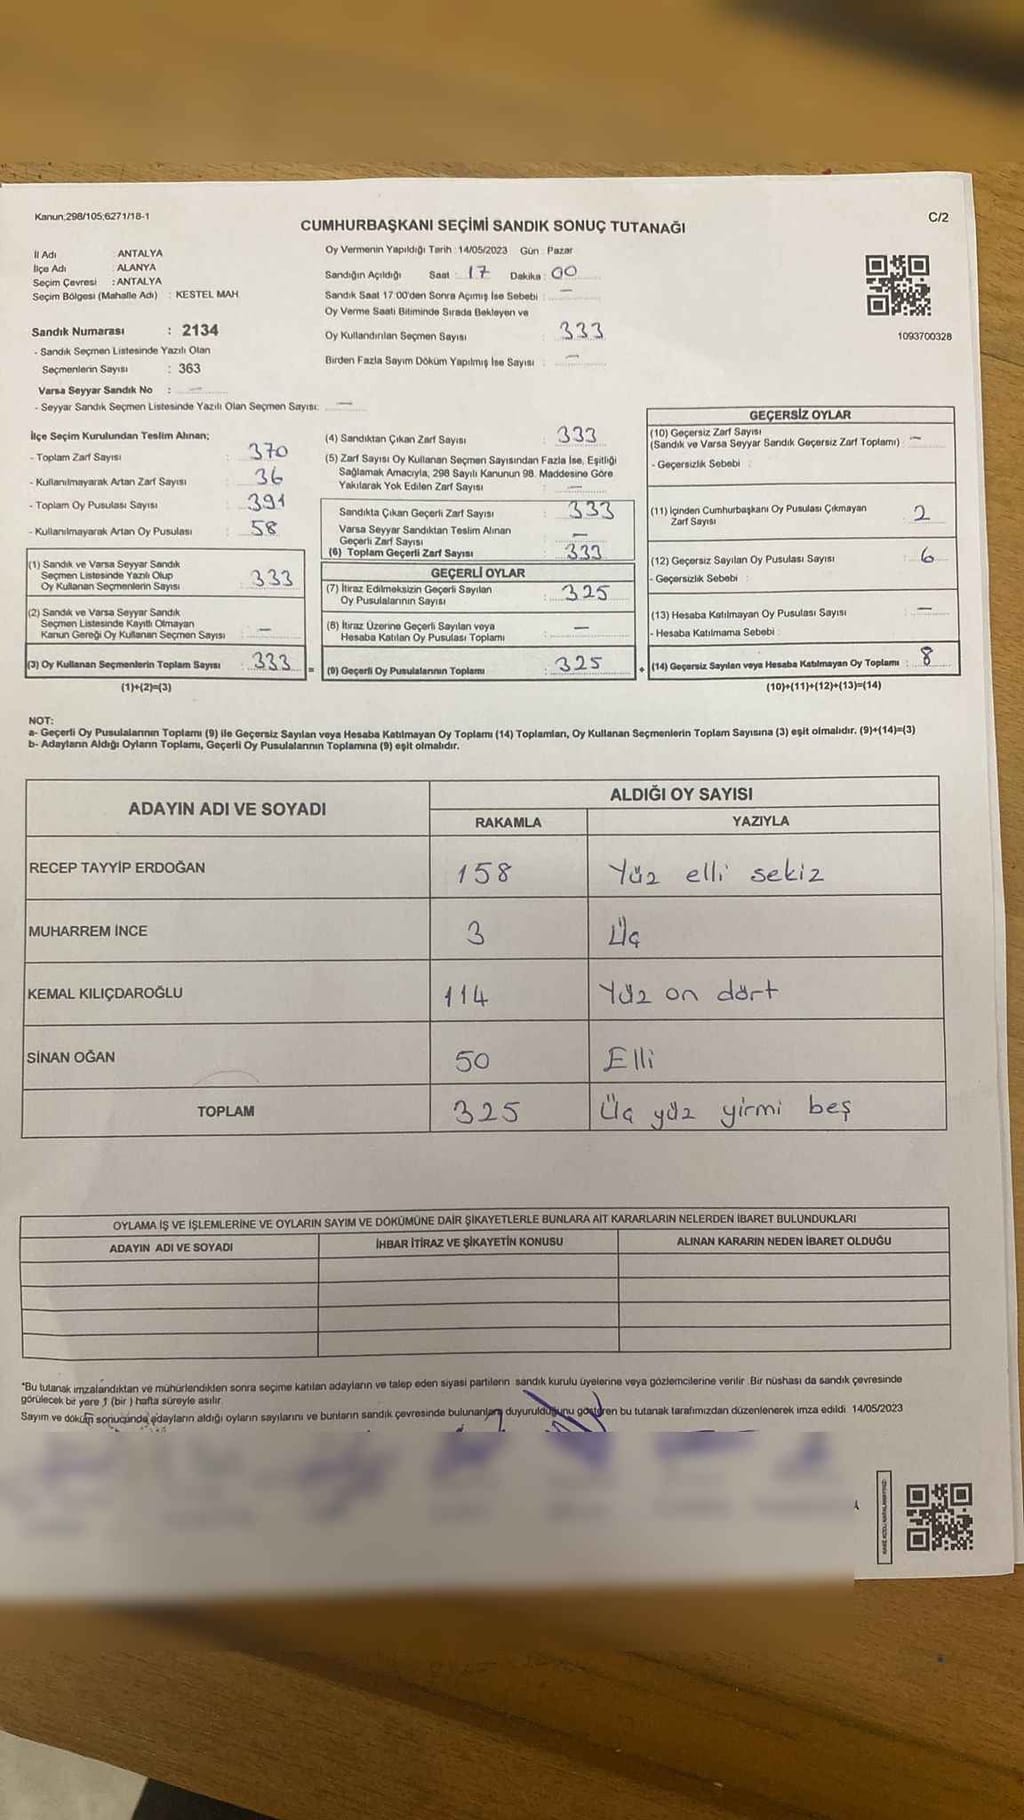 Kanun;298/105;6271/18-1
C/2
CUMHURBAŞKANI SEÇİMİ SANDIK SONUÇ TUTANAĞI
İl Adı : ANTALYA
İlçe Adı : ALANYA
Seçim Çevresi : ANTALYA
Seçim Bölgesi (Mahalle Adı) : KESTEL MAH.
Sandık Numarası : 2134
- Sandık Seçmen Listesinde Yazılı Olan
Seçmenlerin Sayısı : 363
Varsa Seyyar Sandık No : —
- Seyyar Sandık Seçmen Listesinde Yazılı Olan Seçmen Sayısı: —
Oy Vermenin Yapıldığı Tarih : 14/05/2023 Gün : Pazar
Sandığın Açıldığı Saat : 17 Dakika : 00
Sandık Saat 17:00'den Sonra Açımış İse Sebebi : —
Oy Verme Saati Bitiminde Sırada Bekleyen ve
Oy Kullandırılan Seçmen Sayısı : 333
Birden Fazla Sayım Döküm Yapılmış İse Sayısı : —
1093700328
İlçe Seçim Kurulundan Teslim Alınan;
- Toplam Zarf Sayısı : 370
- Kullanılmayarak Artan Zarf Sayısı : 36
- Toplam Oy Pusulası Sayısı : 391
- Kullanılmayarak Artan Oy Pusulası : 58
(1) Sandık ve Varsa Seyyar Sandık
Seçmen Listesinde Yazılı Olup
Oy Kullanan Seçmenlerin Sayısı : 333
(2) Sandık ve Varsa Seyyar Sandık
Seçmen Listesinde Kayıtlı Olmayan
Kanun Gereği Oy Kullanan Seçmen Sayısı : —
(3) Oy Kullanan Seçmenlerin Toplam Sayısı : 333
(1)+(2)=(3)
(4) Sandıktan Çıkan Zarf Sayısı : 333
(5) Zarf Sayısı Oy Kullanan Seçmen Sayısından Fazla İse, Eşitliği
Sağlamak Amacıyla, 298 Sayılı Kanunun 98. Maddesine Göre
Yakılarak Yok Edilen Zarf Sayısı : —
Sandıkta Çıkan Geçerli Zarf Sayısı : 333
Varsa Seyyar Sandıktan Teslim Alınan
Geçerli Zarf Sayısı : —
(6) Toplam Geçerli Zarf Sayısı : 333
GEÇERLİ OYLAR
(7) İtiraz Edilmeksizin Geçerli Sayılan
Oy Pusulalarının Sayısı : 325
(8) İtiraz Üzerine Geçerli Sayılan veya
Hesaba Katılan Oy Pusulası Toplamı : —
= (9) Geçerli Oy Pusulalarının Toplamı : 325 +
GEÇERSİZ OYLAR
(10) Geçersiz Zarf Sayısı
(Sandık ve Varsa Seyyar Sandık Geçersiz Zarf Toplamı) : —
- Geçersizlik Sebebi :
(11) İçinden Cumhurbaşkanı Oy Pusulası Çıkmayan
Zarf Sayısı : 2
(12) Geçersiz Sayılan Oy Pusulası Sayısı : 6
- Geçersizlik Sebebi :
(13) Hesaba Katılmayan Oy Pusulası Sayısı : —
- Hesaba Katılmama Sebebi :
(14) Geçersiz Sayılan veya Hesaba Katılmayan Oy Toplamı : 8
(10)+(11)+(12)+(13)=(14)
NOT:
a- Geçerli Oy Pusulalarının Toplamı (9) ile Geçersiz Sayılan veya Hesaba Katılmayan Oy Toplamı (14) Toplamları, Oy Kullanan Seçmenlerin Toplam Sayısına (3) eşit olmalıdır. (9)+(14)=(3)
b- Adayların Aldığı Oyların Toplamı, Geçerli Oy Pusulalarının Toplamına (9) eşit olmalıdır.
ADAYIN ADI VE SOYADI ALDIĞI OY SAYISI
RAKAMLA YAZIYLA
RECEP TAYYİP ERDOĞAN 158 Yüz elli sekiz
MUHARREM İNCE 3 Üç
KEMAL KILIÇDAROĞLU 114 Yüz on dört
SİNAN OĞAN 50 Elli
TOPLAM 325 Üç yüz yirmi beş
OYLAMA İŞ VE İŞLEMLERİNE VE OYLARIN SAYIM VE DÖKÜMÜNE DAİR ŞİKAYETLERLE BUNLARA AİT KARARLARIN NELERDEN İBARET BULUNDUKLARI
ADAYIN ADI VE SOYADI İHBAR İTİRAZ VE ŞİKAYETİN KONUSU ALINAN KARARIN NEDEN İBARET OLDUĞU
*Bu tutanak imzalandıktan ve mühürlendikten sonra seçime katılan adayların ve talep eden siyasi partilerin sandık kurulu üyelerine veya gözlemcilerine verilir. Bir nüshası da sandık çevresinde
görülecek bir yere 1 (bir) hafta süreyle asılır.
Sayım ve döküm sonucunda adayların aldığı oyların sayılarını ve bunların sandık çevresinde bulunanlara duyurulduğunu gösteren bu tutanak tarafımızdan düzenlenerek imza edildi. 14/05/2023